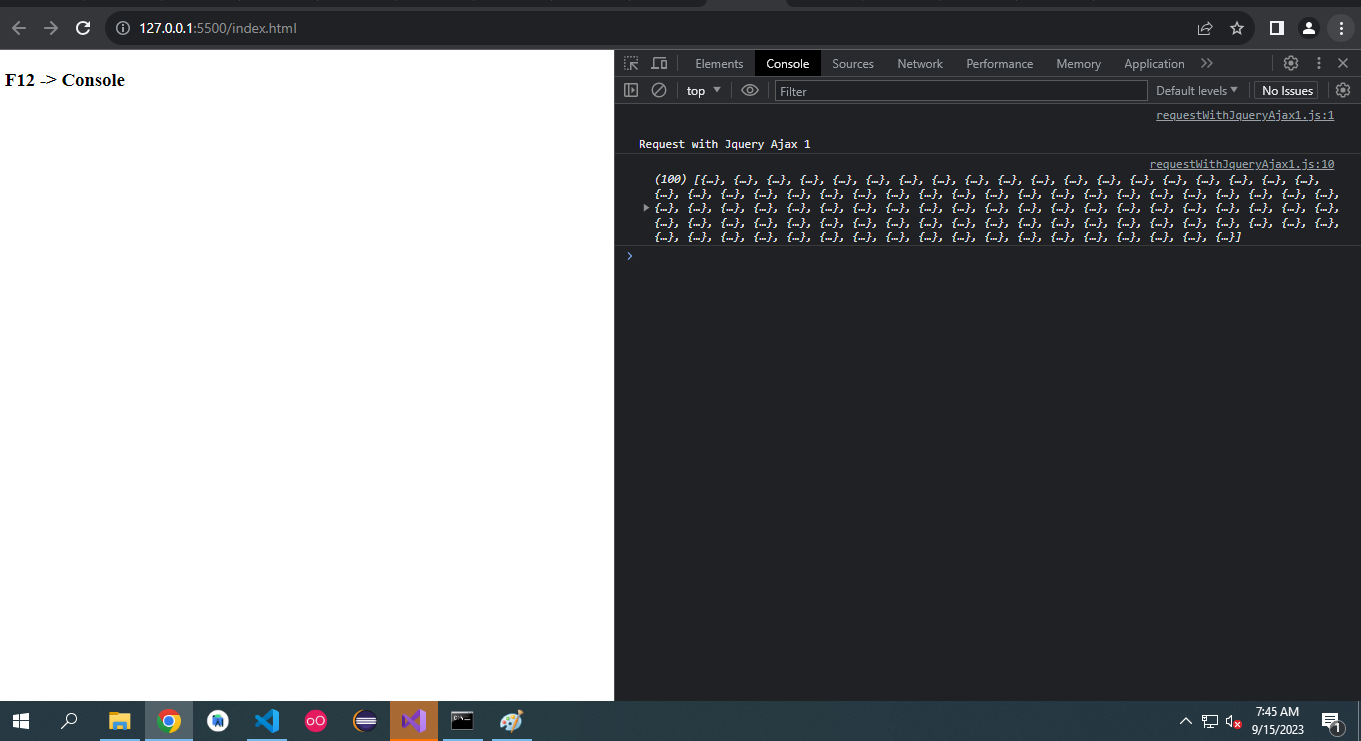 127.0.0.1:5500/index.html
F12 -> Console
Elements Console Sources Network Performance Memory Application
top Filter Default levels No Issues
requestWithJqueryAjax1.js:1
Request with Jquery Ajax 1
requestWithJqueryAjax1.js:10
(100) [{…}, {…}, {…}, {…}, {…}, {…}, {…}, {…}, {…}, {…}, {…}, {…}, {…}, {…}, {…}, {…}, {…}, {…}, {…},
{…}, {…}, {…}, {…}, {…}, {…}, {…}, {…}, {…}, {…}, {…}, {…}, {…}, {…}, {…}, {…}, {…}, {…}, {…}, {…}, {…},
{…}, {…}, {…}, {…}, {…}, {…}, {…}, {…}, {…}, {…}, {…}, {…}, {…}, {…}, {…}, {…}, {…}, {…}, {…}, {…}, {…},
{…}, {…}, {…}, {…}, {…}, {…}, {…}, {…}, {…}, {…}, {…}, {…}, {…}, {…}, {…}, {…}, {…}, {…}, {…}, {…}, {…},
{…}, {…}, {…}, {…}, {…}, {…}, {…}, {…}, {…}, {…}, {…}, {…}, {…}, {…}, {…}, {…}, {…}, {…}]
7:45 AM
9/15/2023
1